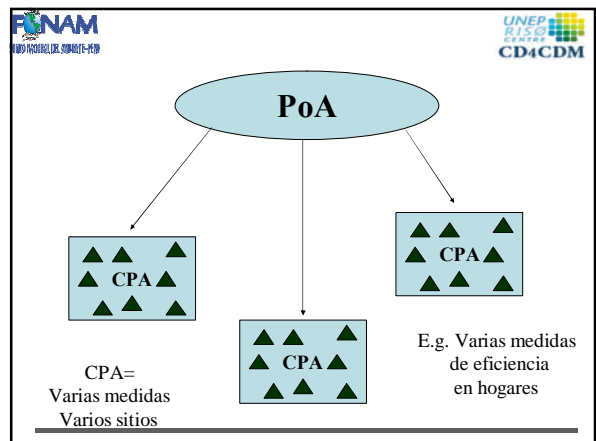 FONAM
UNEP
RISØ
CENTRE
CD4CDM
PoA
CPA
CPA
CPA
CPA=
Varias medidas
Varios sitios
E.g. Varias medidas
de eficiencia
en hogares